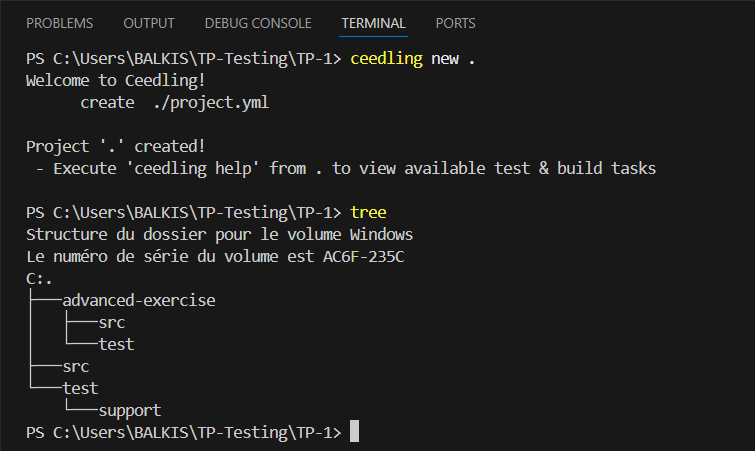 PROBLEMS OUTPUT DEBUG CONSOLE TERMINAL PORTS
PS C:\Users\BALKIS\TP-Testing\TP-1> ceedling new .
Welcome to Ceedling!
      create  ./project.yml

Project '.' created!
 - Execute 'ceedling help' from . to view available test & build tasks

PS C:\Users\BALKIS\TP-Testing\TP-1> tree
Structure du dossier pour le volume Windows
Le numéro de série du volume est AC6F-235C
C:.
├───advanced-exercise
│   ├───src
│   └───test
├───src
└───test
    └───support
PS C:\Users\BALKIS\TP-Testing\TP-1>